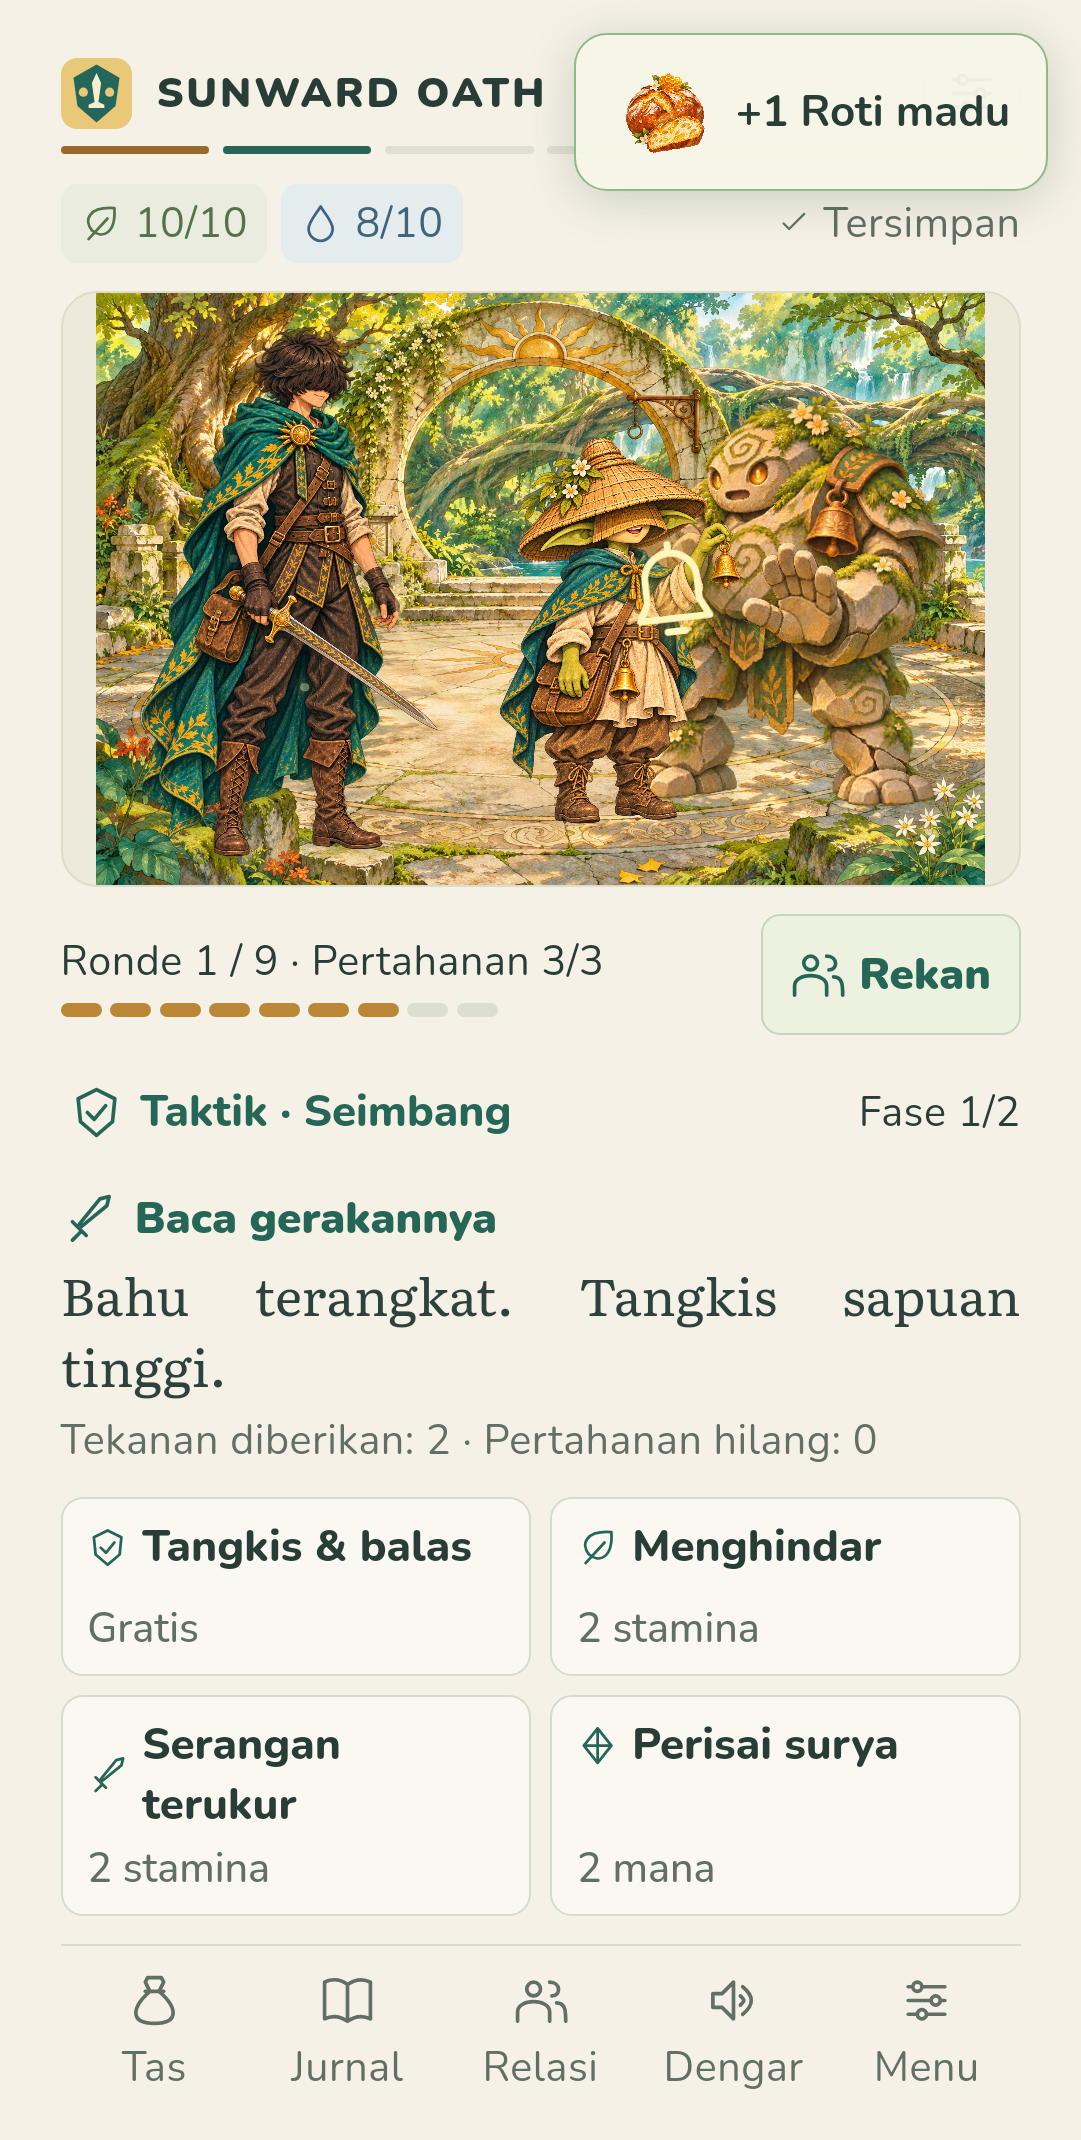 SUNWARD OATH
+1 Roti madu
10/10
8/10
Tersimpan
Ronde 1 / 9 · Pertahanan 3/3
Rekan
Taktik · Seimbang
Fase 1/2
Baca gerakannya
Bahu terangkat. Tangkis sapuan
tinggi.
Tekanan diberikan: 2 · Pertahanan hilang: 0
Tangkis & balas
Gratis
Menghindar
2 stamina
Serangan
terukur
2 stamina
Perisai surya
2 mana
Tas
Jurnal
Relasi
Dengar
Menu